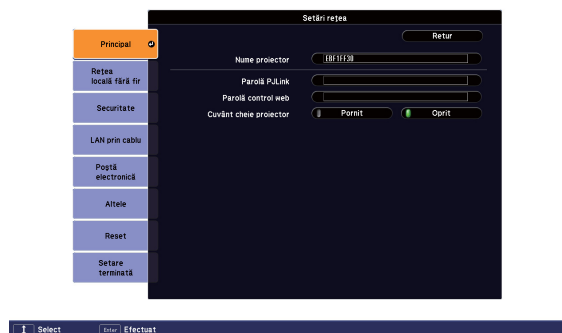 Setări rețea
Principal
Retur
Nume proiector EBF1FF30
Rețea
locală fără fir
Parolă PJLink
Parolă control web
Securitate
Cuvânt cheie proiector Pornit Oprit
LAN prin cablu
Poștă
electronică
Altele
Reset
Setare
terminată
Select Enter Efectuat